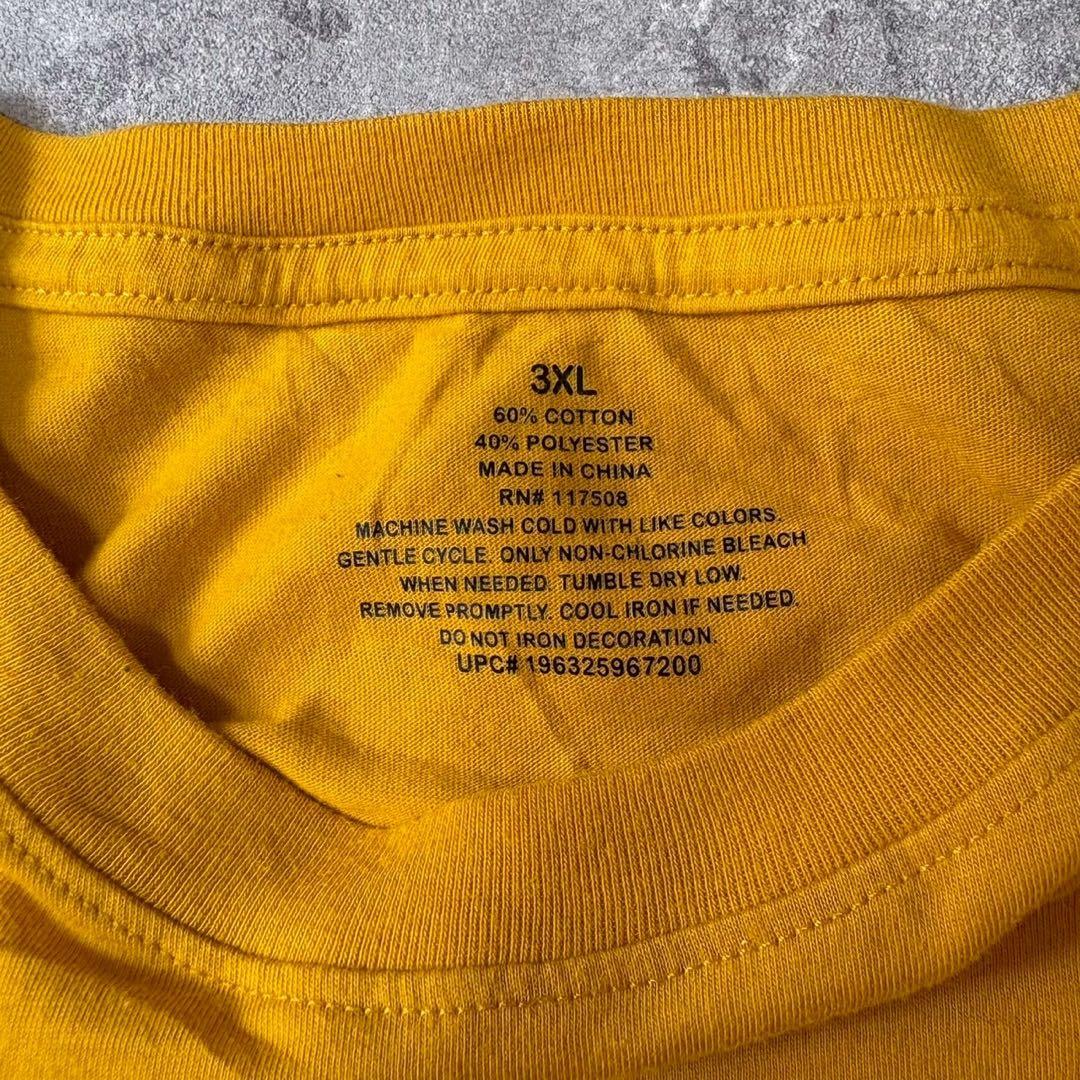 3XL
60% COTTON
40% POLYESTER
MADE IN CHINA
RN# 117508
MACHINE WASH COLD WITH LIKE COLORS.
GENTLE CYCLE. ONLY NON-CHLORINE BLEACH
WHEN NEEDED. TUMBLE DRY LOW.
REMOVE PROMPTLY. COOL IRON IF NEEDED.
DO NOT IRON DECORATION.
UPC# 196325967200